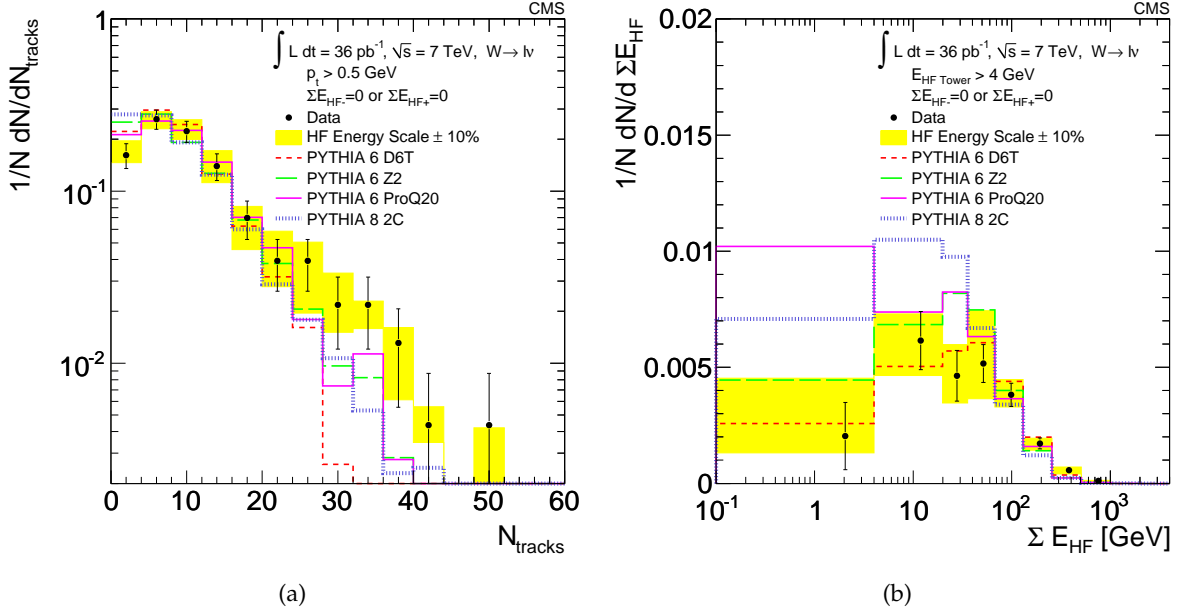 CMS
1/N dN/dN_tracks
1
10^-1
10^-2
∫ L dt = 36 pb^-1, √s = 7 TeV, W→ lν
p_t > 0.5 GeV
ΣE_HF-=0 or ΣE_HF+=0
Data
HF Energy Scale ± 10%
PYTHIA 6 D6T
PYTHIA 6 Z2
PYTHIA 6 ProQ20
PYTHIA 8 2C
0 10 20 30 40 50 60
N_tracks
(a)
CMS
1/N dN/d ΣE_HF
0.02
0.015
0.01
0.005
0
∫ L dt = 36 pb^-1, √s = 7 TeV, W→ lν
E_HF Tower > 4 GeV
ΣE_HF-=0 or ΣE_HF+=0
Data
HF Energy Scale ± 10%
PYTHIA 6 D6T
PYTHIA 6 Z2
PYTHIA 6 ProQ20
PYTHIA 8 2C
10^-1 1 10 10^2 10^3
Σ E_HF [GeV]
(b)